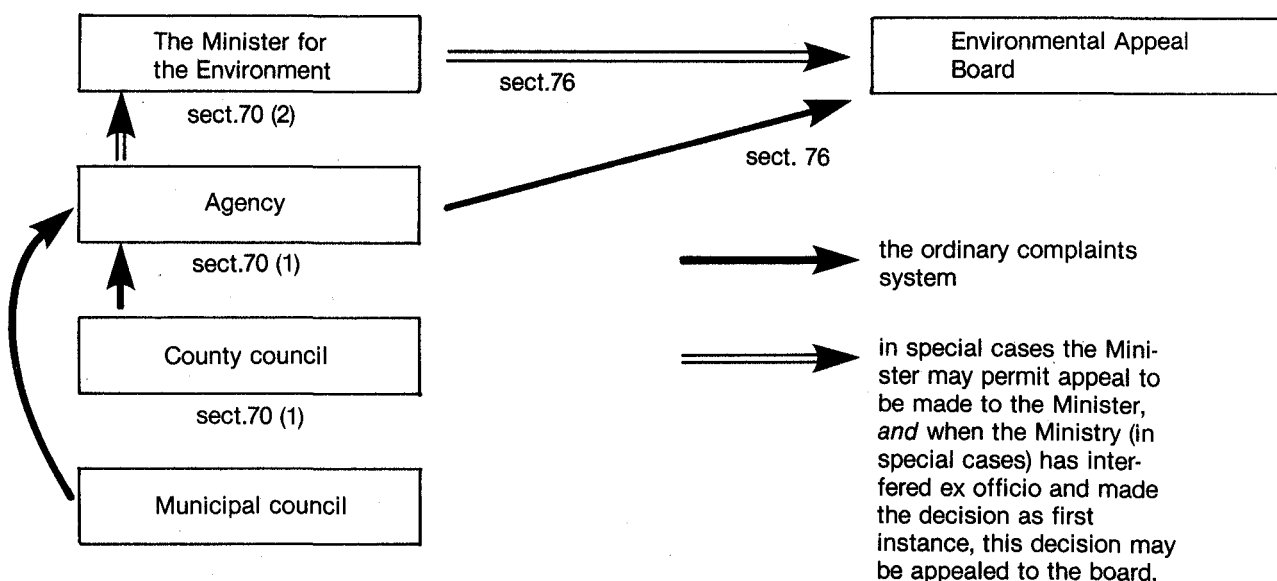 The Minister for
the Environment
Environmental Appeal
Board
sect.76
sect.70 (2)
sect. 76
Agency
sect.70 (1)
the ordinary complaints
system
County council
sect.70 (1)
in special cases the Mini-
ster may permit appeal to
be made to the Minister,
and when the Ministry (in
special cases) has inter-
fered ex officio and made
the decision as first
instance, this decision may
be appealed to the board.
Municipal council